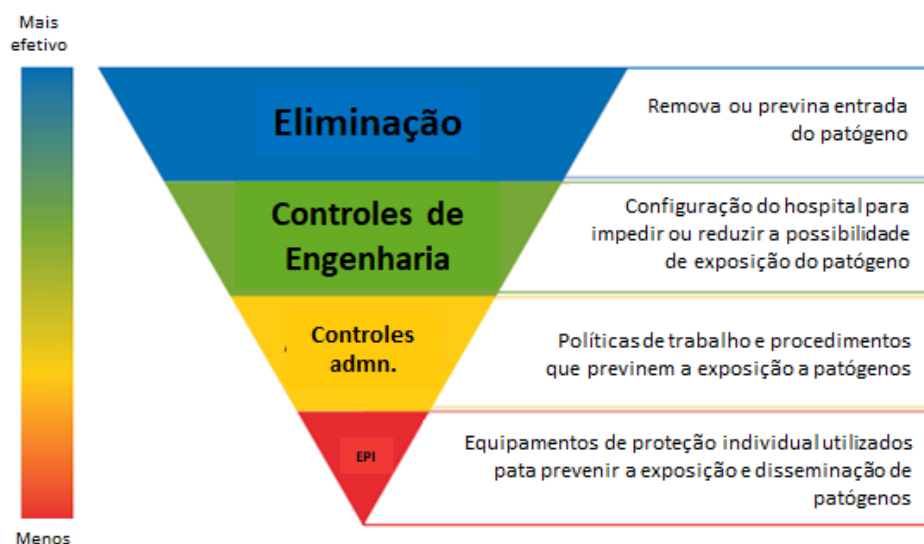 Mais
efetivo
Eliminação
Remova ou previna entrada
do patógeno
Controles de
Engenharia
Configuração do hospital para
impedir ou reduzir a possibilidade
de exposição do patógeno
Controles
admn.
Políticas de trabalho e procedimentos
que previnem a exposição a patógenos
EPI
Equipamentos de proteção individual utilizados
pata prevenir a exposição e disseminação de
patógenos
Menos